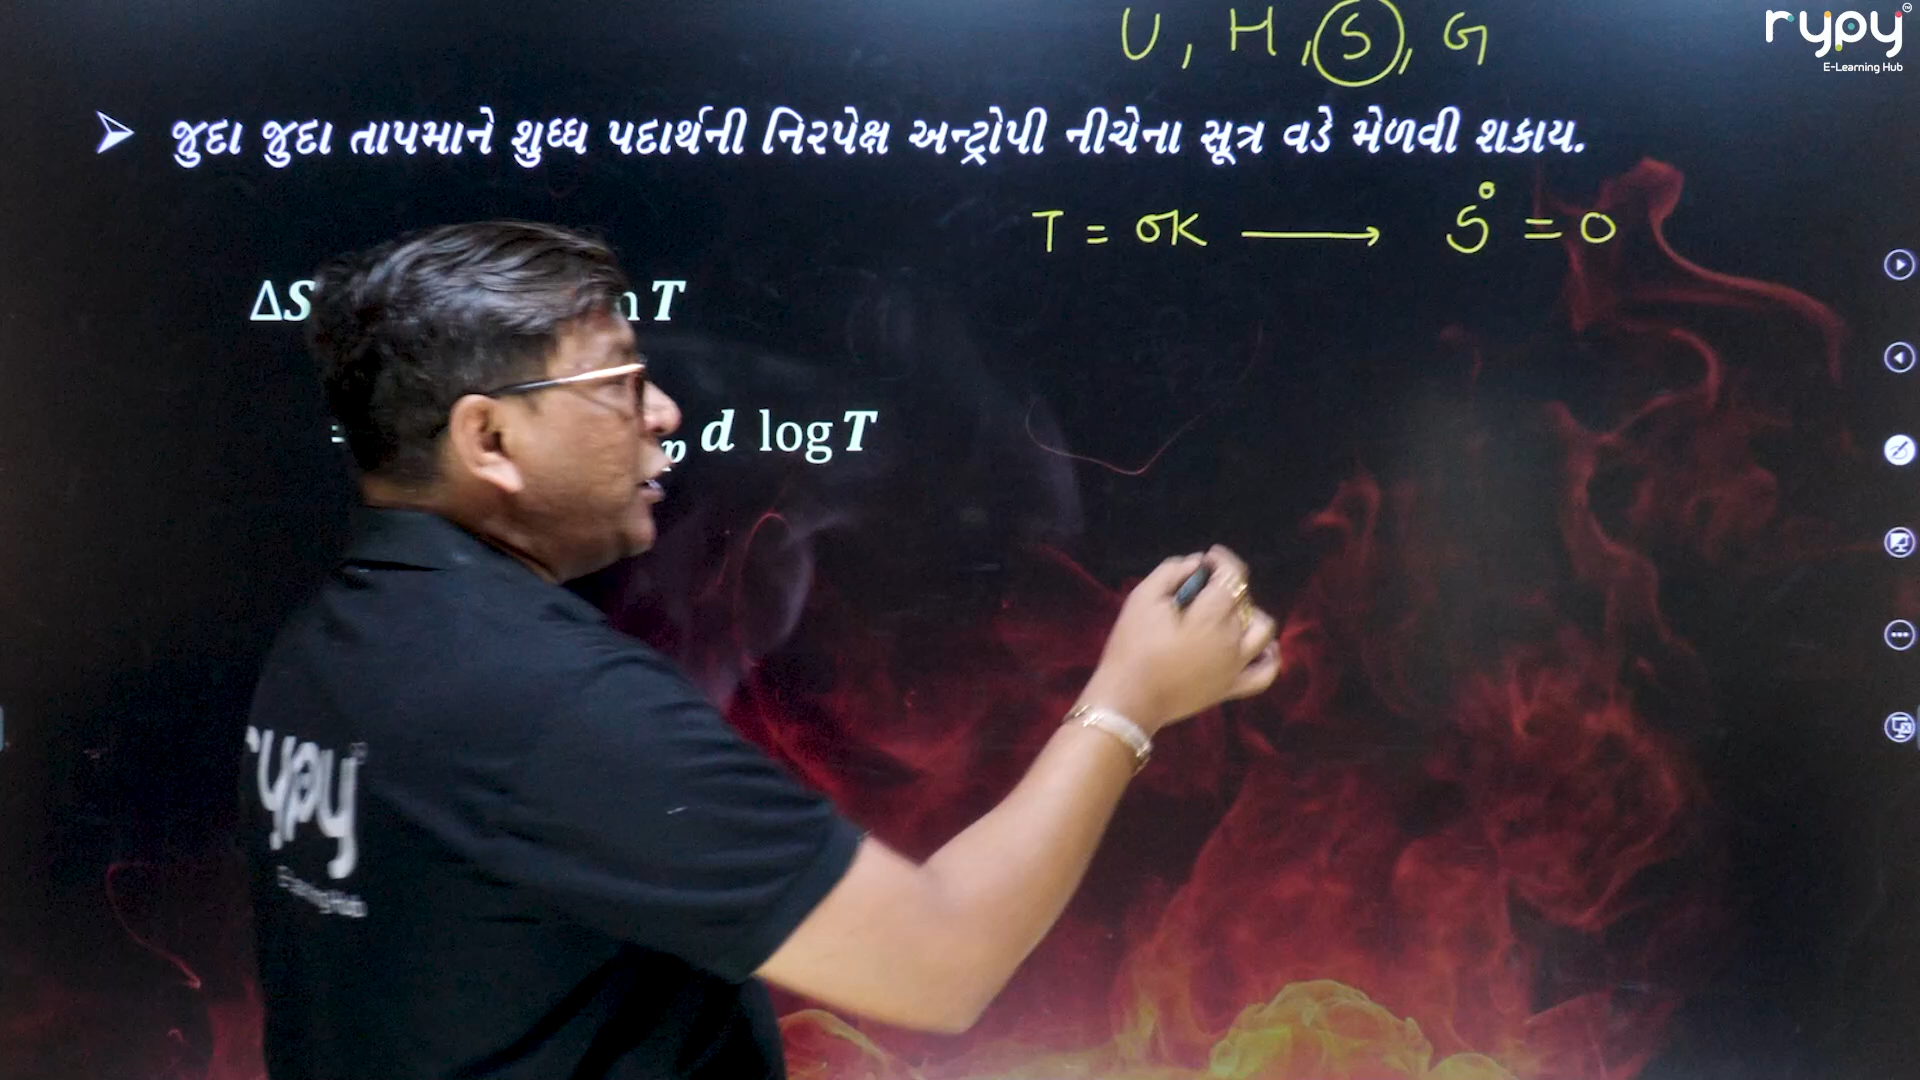 U, H, S, G
rypy
E-Learning Hub
➢ જુદા જુદા તાપમાને શુધ્ધ પદાર્થની નિરપેક્ષ અન્ટ્રોપી નીચેના સૂત્ર વડે મેળવી શકાય.
T = 0K ⟶ S° = 0
ΔS T
= p d log T
rypy